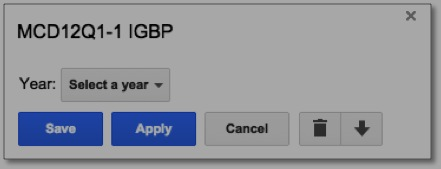 MCD12Q1-1 IGBP
Year: Select a year
Save Apply Cancel